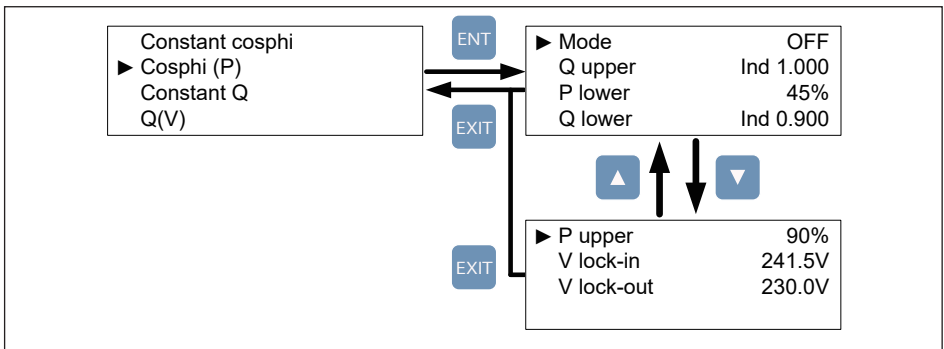 Constant cosphi
► Cosphi (P)
Constant Q
Q(V)
ENT
EXIT
► Mode OFF
Q upper Ind 1.000
P lower 45%
Q lower Ind 0.900
▲
▼
EXIT
► P upper 90%
V lock-in 241.5V
V lock-out 230.0V